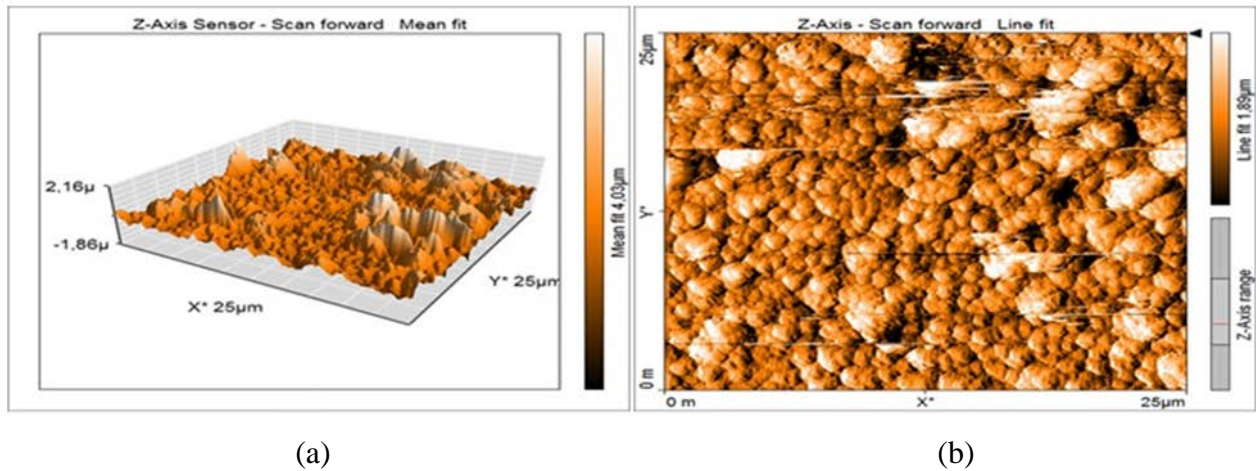 Z-Axis Sensor - Scan forward Mean fit
2,16µ
-1.86µ
X* 25µm
Y* 25µm
Mean fit 4,03µm
Z-Axis - Scan forward Line fit
25µm
Y*
0 m
0 m
X*
25µm
Line fit 1,89µm
Z-Axis range
(a)
(b)